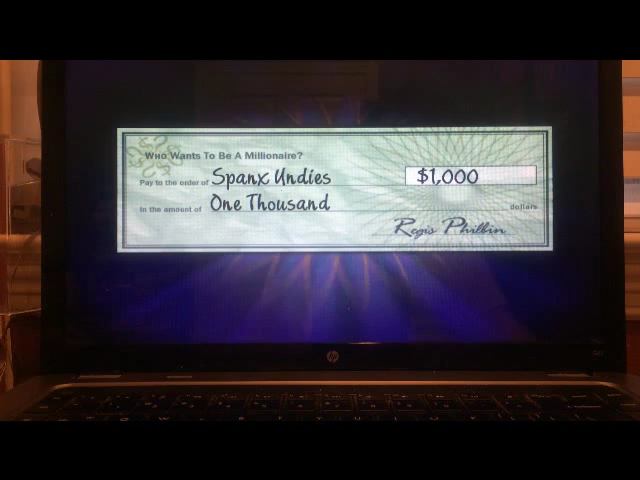 Who Wants To Be A Millionaire?
Pay to the order of Spanx Undies $1,000
In the amount of One Thousand dollars
Regis Philbin
hp